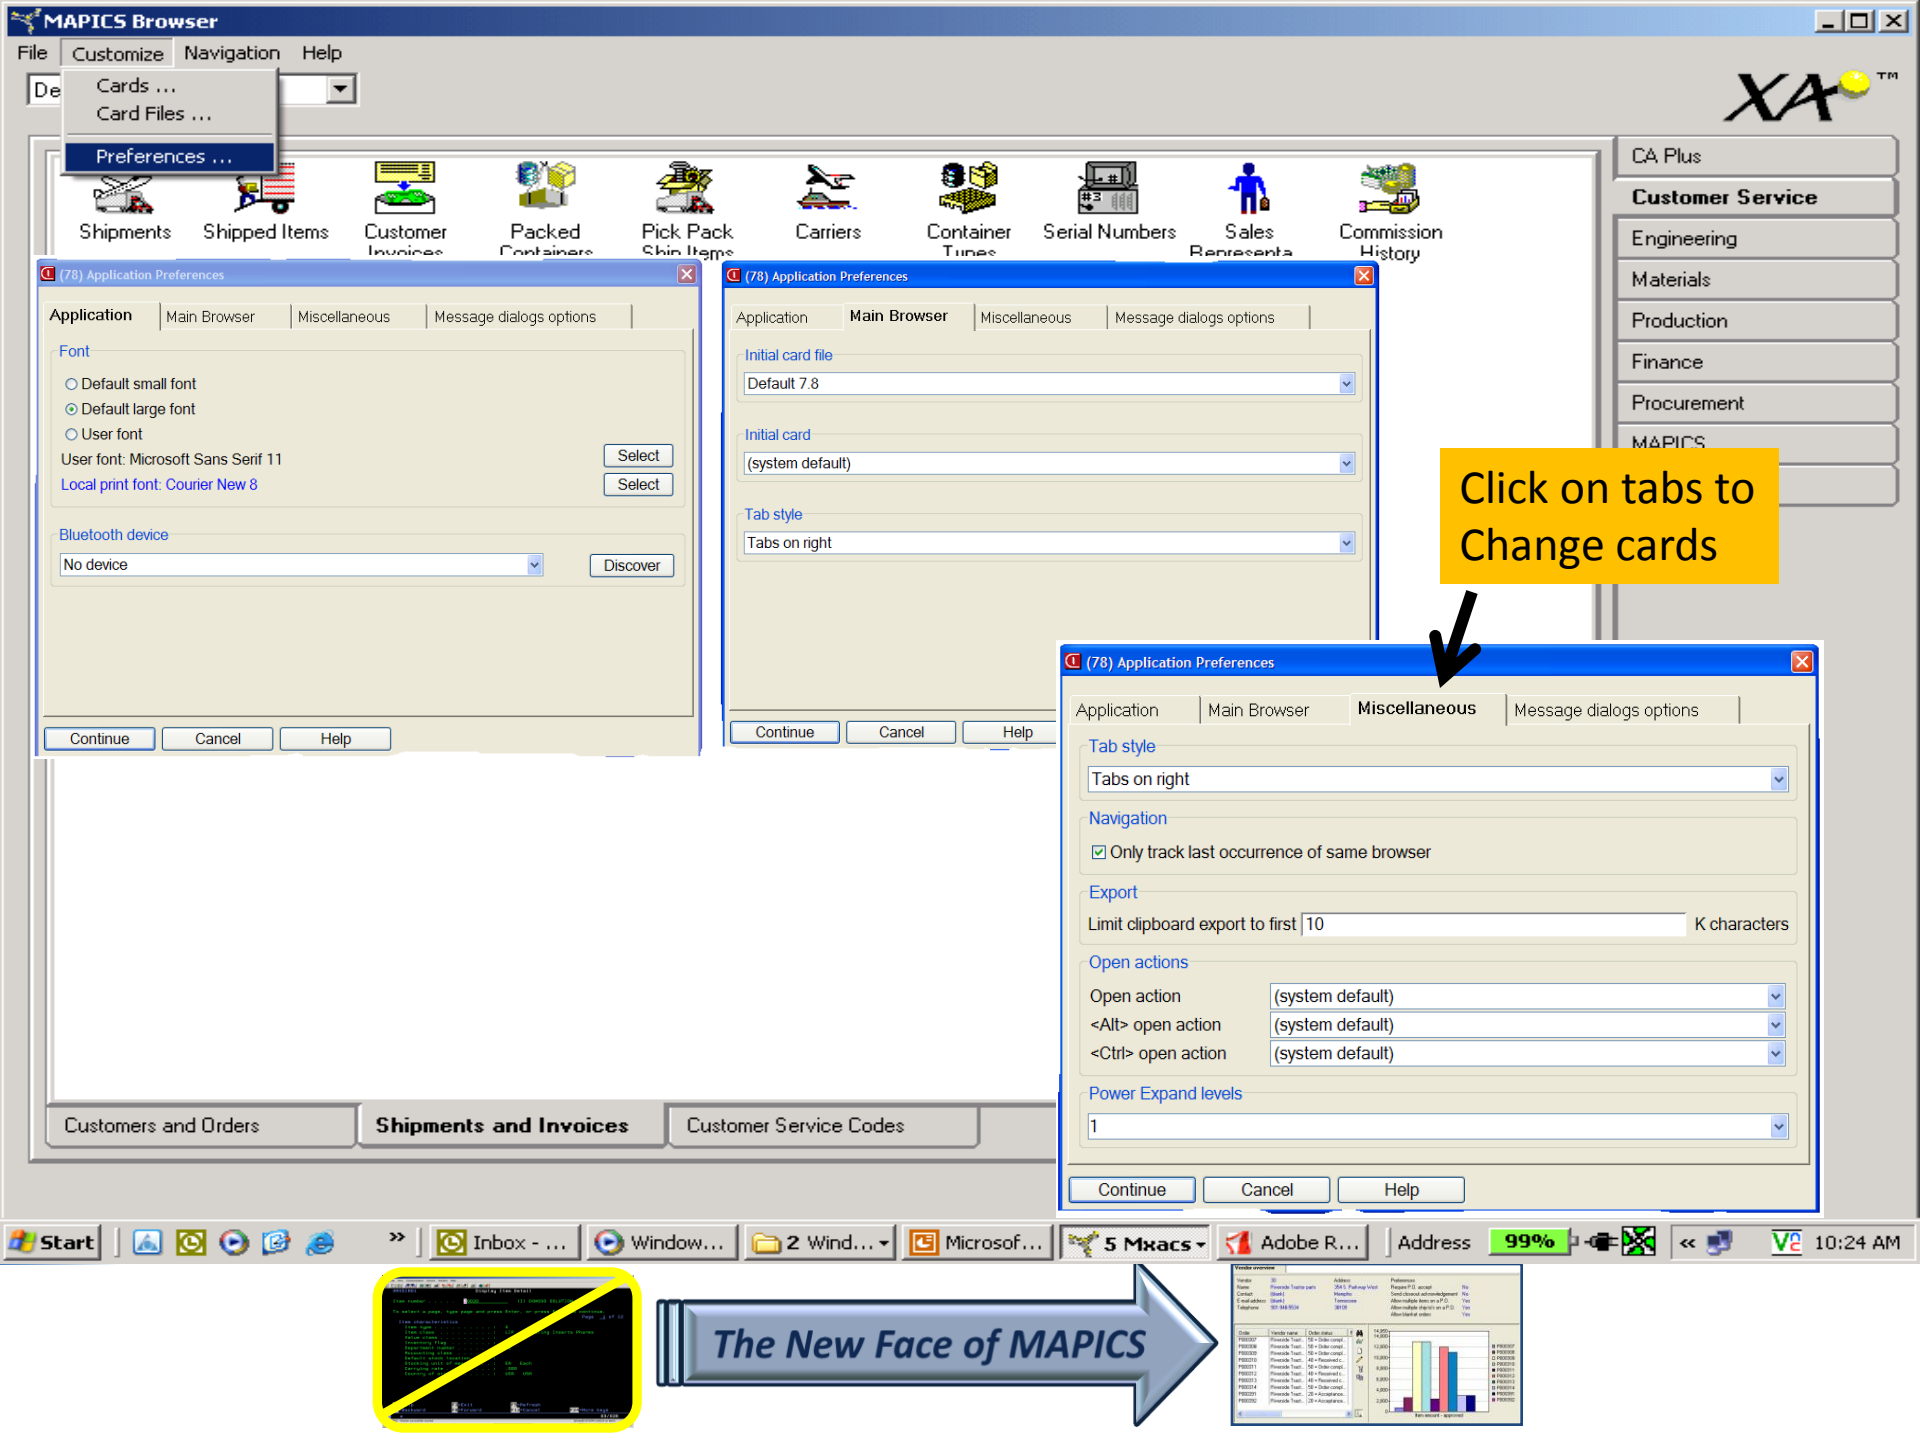 MAPICS Browser
File Customize Navigation Help
De
Cards ...
Card Files ...
Preferences ...
XA TM
Shipments
Shipped Items
Customer
Invoices
Packed
Containers
Pick Pack
Ship Items
Carriers
Container
Types
Serial Numbers
Sales
Representa
Commission
History
CA Plus
Customer Service
Engineering
Materials
Production
Finance
Procurement
MAPICS
(78) Application Preferences
Application Main Browser Miscellaneous Message dialogs options
Font
Default small font
Default large font
User font
User font: Microsoft Sans Serif 11 Select
Local print font: Courier New 8 Select
Bluetooth device
No device Discover
Continue Cancel Help
(78) Application Preferences
Application Main Browser Miscellaneous Message dialogs options
Initial card file
Default 7.8
Initial card
(system default)
Tab style
Tabs on right
Continue Cancel Help
Click on tabs to
Change cards
(78) Application Preferences
Application Main Browser Miscellaneous Message dialogs options
Tab style
Tabs on right
Navigation
Only track last occurrence of same browser
Export
Limit clipboard export to first 10 K characters
Open actions
Open action (system default)
<Alt> open action (system default)
<Ctrl> open action (system default)
Power Expand levels
1
Continue Cancel Help
Customers and Orders Shipments and Invoices Customer Service Codes
Start » Inbox - ... Window... 2 Wind... Microsof... 5 Mxacs Adobe R... Address 99% « 10:24 AM
The New Face of MAPICS